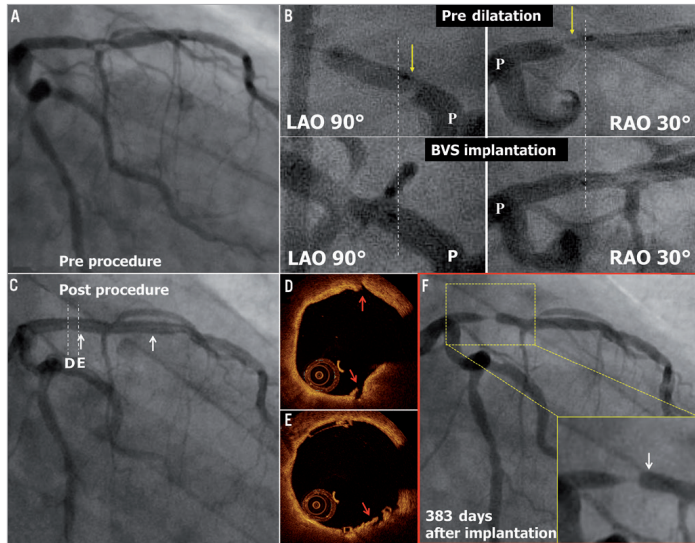 A
Pre procedure
B
Pre dilatation
P
LAO 90°
P
RAO 30°
BVS implantation
P
LAO 90°
P
RAO 30°
C
Post procedure
D E
D
E
F
383 days
after implantation